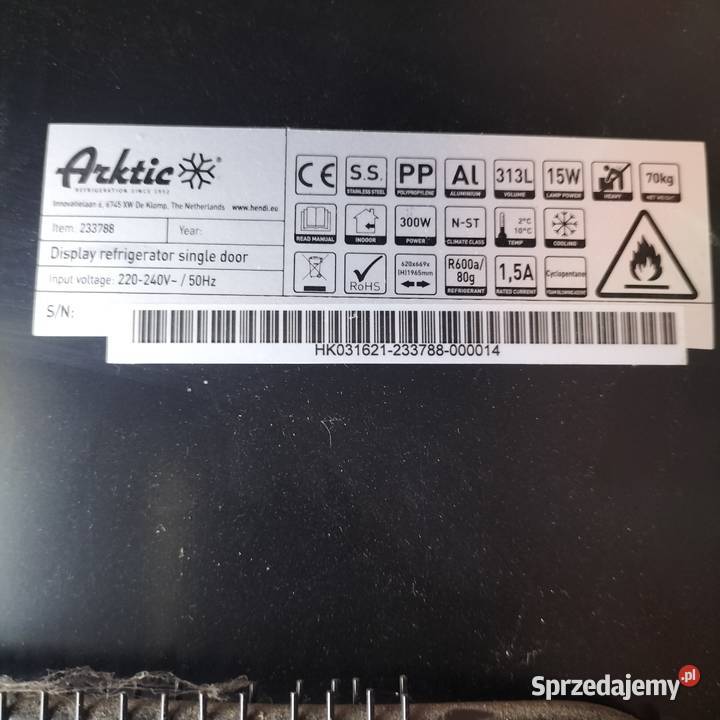 Arktic®
REFRIGERATION SINCE 1952
Innovatielaan 6, 6745 XW De Klomp, The Netherlands www.hendi.eu
Item: 233788 Year:
Display refrigerator single door
Input voltage: 220-240V~ / 50Hz
CE
S.S.
STAINLESS STEEL
PP
POLYPROPYLENE
Al
ALUMINIUM
313L
VOLUME
15W
LAMP POWER
HEAVY
70kg
NET WEIGHT
READ MANUAL
INDOOR
300W
POWER
N-ST
CLIMATE CLASS
2°C
10°C
TEMP
COOLING
RoHS
620x669x
(H)1965mm
R600a/
80g
REFRIGERANT
1,5A
RATED CURRENT
Cyclopentane
FOAM BLOWING AGENT
S/N:
HK031621-233788-000014
Sprzedajemy.pl